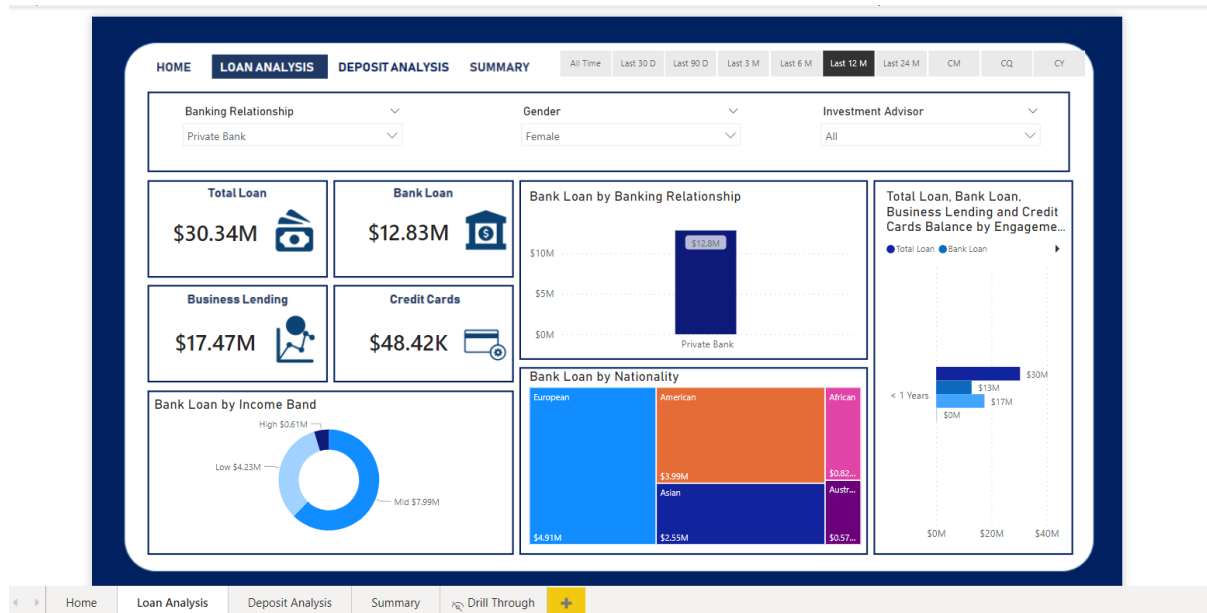 HOME LOAN ANALYSIS DEPOSIT ANALYSIS SUMMARY
All Time Last 30 D Last 90 D Last 3 M Last 6 M Last 12 M Last 24 M CM CQ CY
Banking Relationship
Private Bank
Gender
Female
Investment Advisor
All
Total Loan
$30.34M
Bank Loan
$12.83M
Business Lending
$17.47M
Credit Cards
$48.42K
Bank Loan by Banking Relationship
$12.8M
$10M
$5M
$0M
Private Bank
Total Loan, Bank Loan,
Business Lending and Credit
Cards Balance by Engageme...
Total Loan Bank Loan
$30M
$13M
< 1 Years
$17M
$0M
$0M $20M $40M
Bank Loan by Income Band
High $0.61M
Low $4.23M
Mid $7.99M
Bank Loan by Nationality
European
$4.91M
American
$3.99M
Asian
$2.55M
African
$0.82...
Austr...
$0.57...
Home Loan Analysis Deposit Analysis Summary Drill Through +